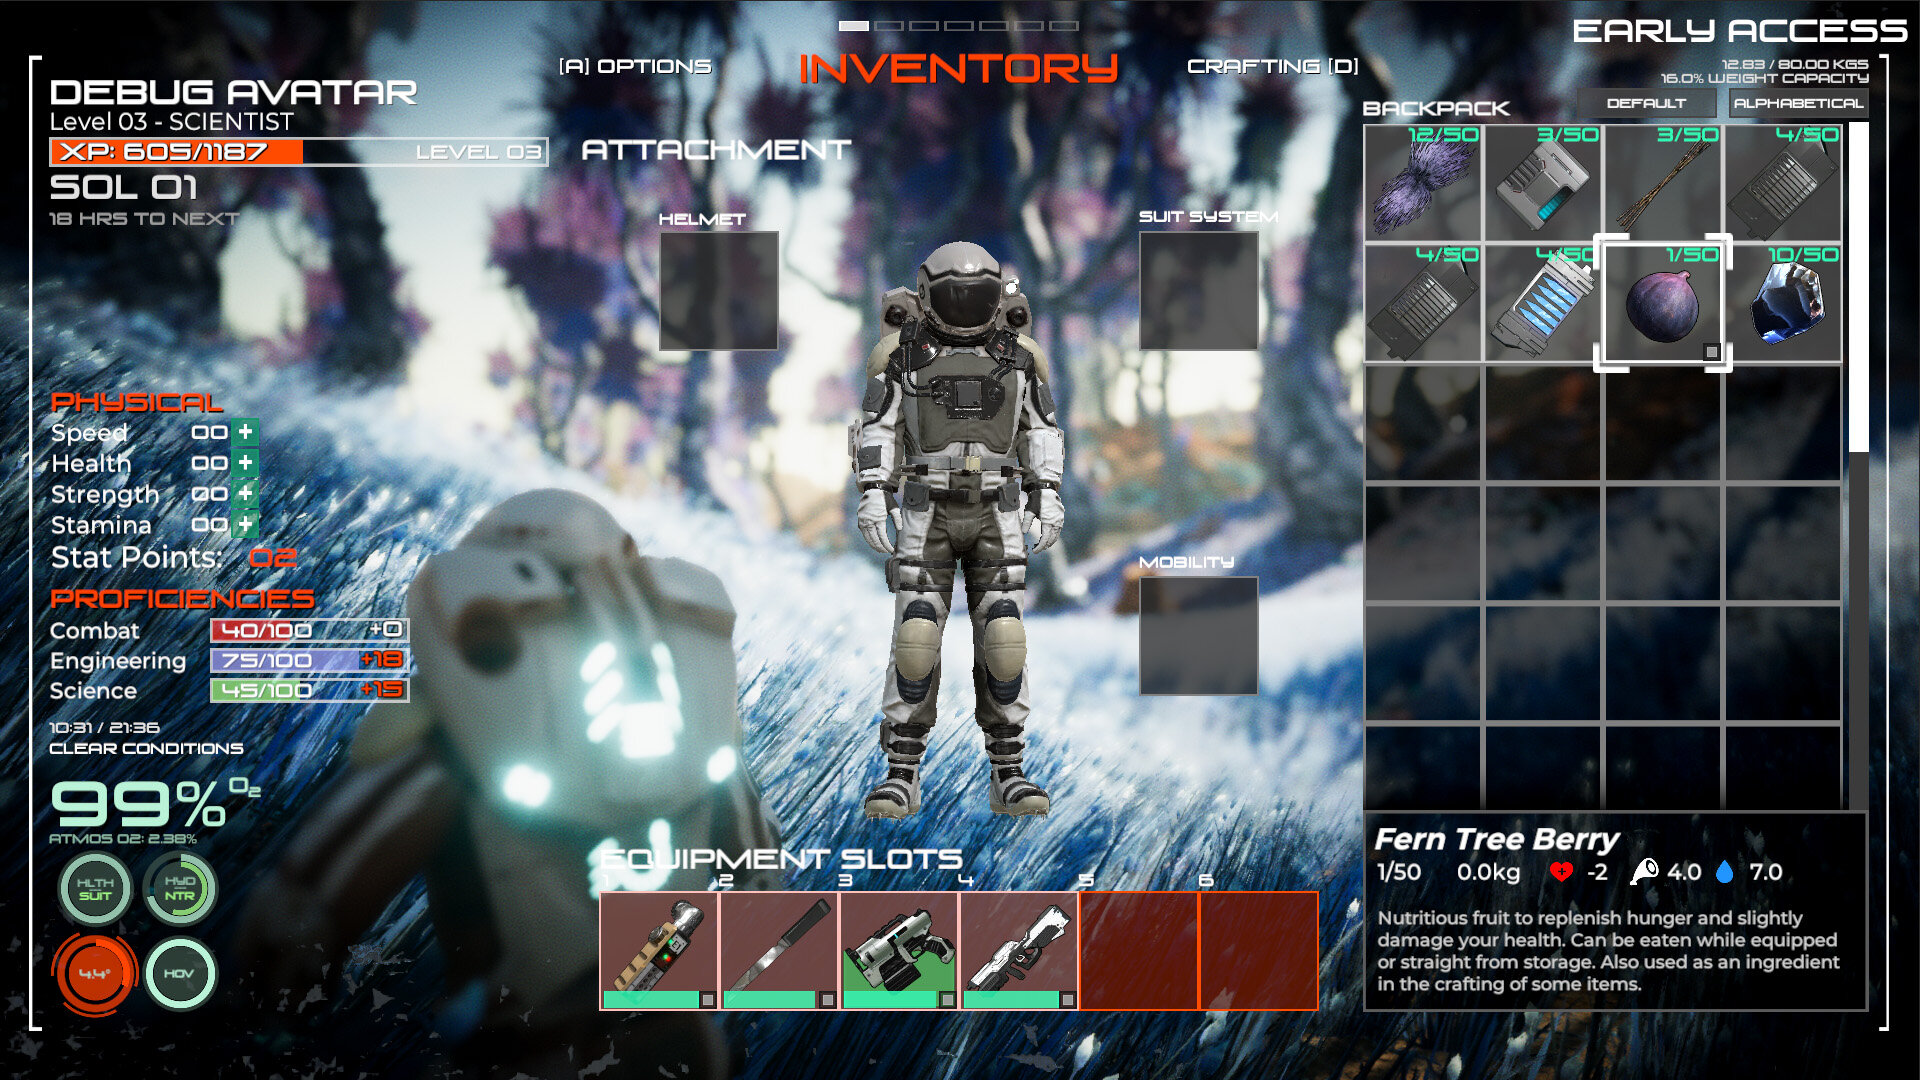 EARLY ACCESS
[A] OPTIONS
INVENTORY
CRAFTING [D]
12.83 / 80.00 KGS
16.0% WEIGHT CAPACITY
DEBUG AVATAR
Level 03 - SCIENTIST
XP: 605/1187
LEVEL 03
SOL 01
18 HRS TO NEXT
ATTACHMENT
HELMET
SUIT SYSTEM
MOBILITY
BACKPACK
DEFAULT
ALPHABETICAL
12/50
3/50
3/50
4/50
4/50
4/50
1/50
10/50
PHYSICAL
Speed 00 +
Health 00 +
Strength 00 +
Stamina 00 +
Stat Points: 02
PROFICIENCIES
Combat 40/100 +0
Engineering 75/100 +18
Science 45/100 +15
10:31 / 21:36
CLEAR CONDITIONS
99% O2
ATMOS O2: 2.38%
HLTH
SUIT
HYD
NTR
4.4°
HOV
EQUIPMENT SLOTS
1 2 3 4 5 6
Fern Tree Berry
1/50 0.0kg -2 4.0 7.0
Nutritious fruit to replenish hunger and slightly
damage your health. Can be eaten while equipped
or straight from storage. Also used as an ingredient
in the crafting of some items.